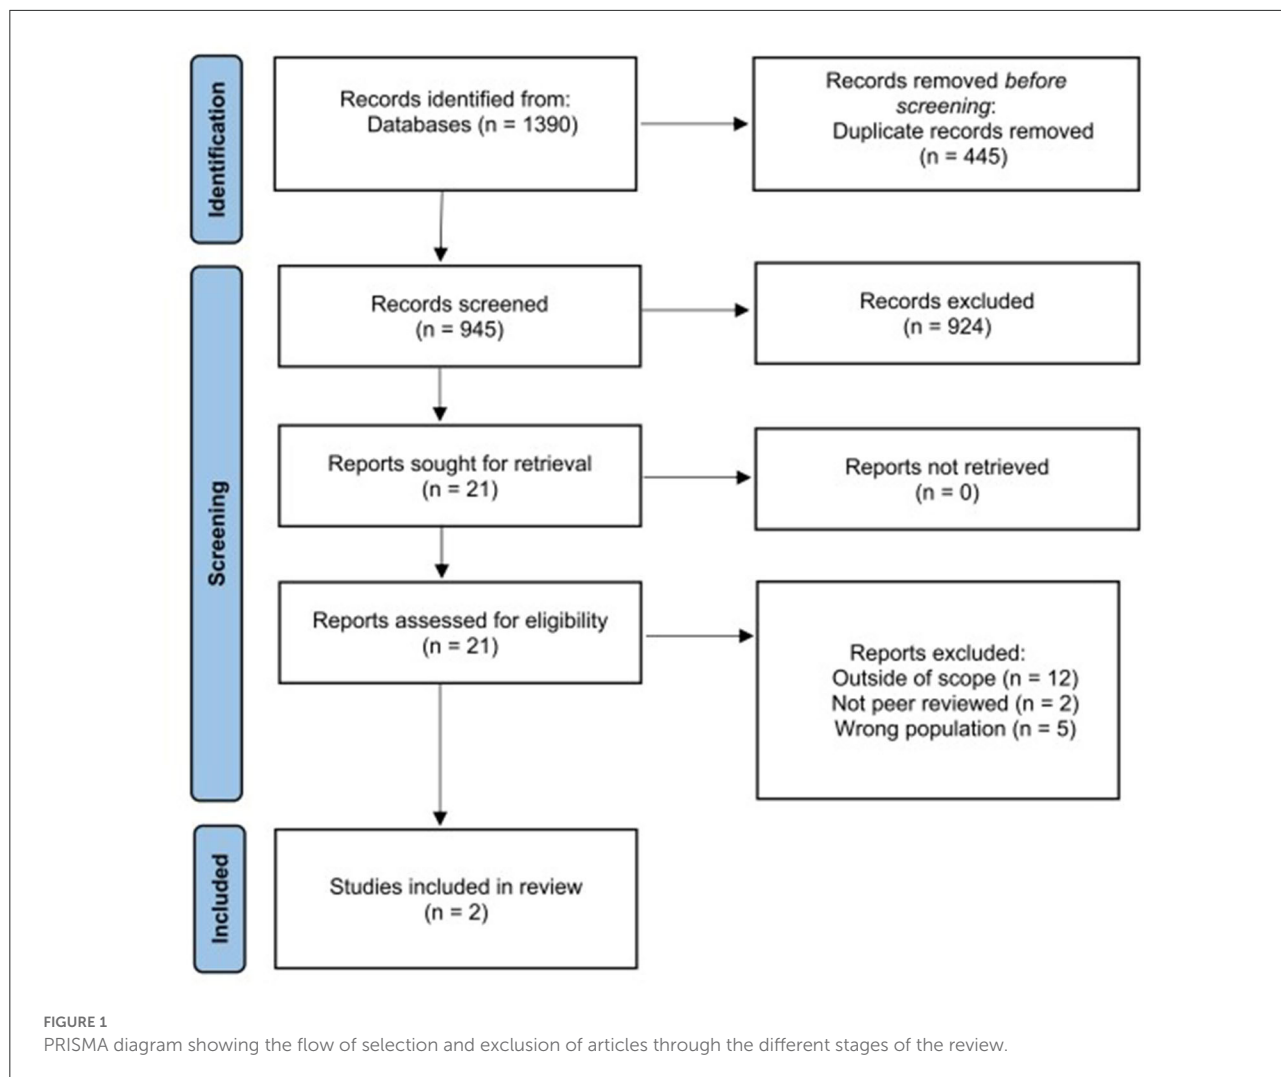 Identification
Records identified from:
Databases (n = 1390)
Records removed before
screening:
Duplicate records removed
(n = 445)
Screening
Records screened
(n = 945)
Records excluded
(n = 924)
Reports sought for retrieval
(n = 21)
Reports not retrieved
(n = 0)
Reports assessed for eligibility
(n = 21)
Reports excluded:
Outside of scope (n = 12)
Not peer reviewed (n = 2)
Wrong population (n = 5)
Included
Studies included in review
(n = 2)
FIGURE 1
PRISMA diagram showing the flow of selection and exclusion of articles through the different stages of the review.